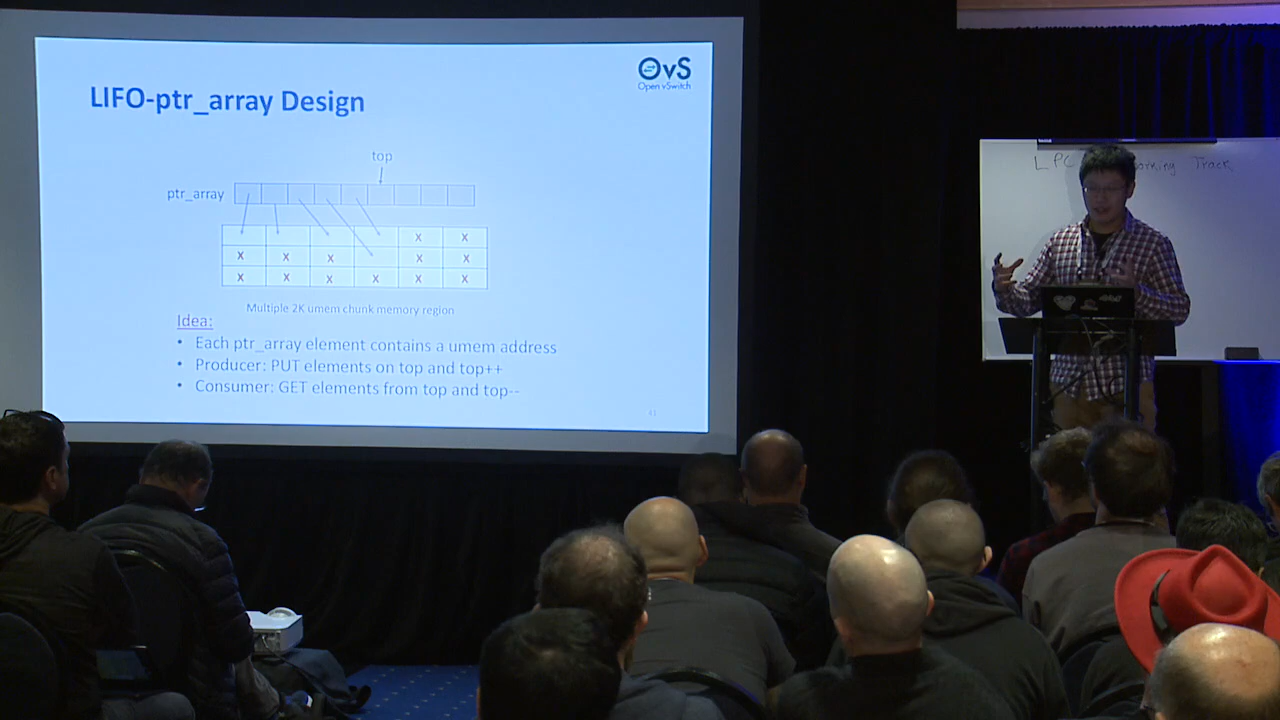 OvS
Open vSwitch
LIFO-ptr_array Design
top
ptr_array
X X
X X X X X
X X X X X X
Multiple 2K umem chunk memory region
Idea:
• Each ptr_array element contains a umem address
• Producer: PUT elements on top and top++
• Consumer: GET elements from top and top--
41
LPC
Track